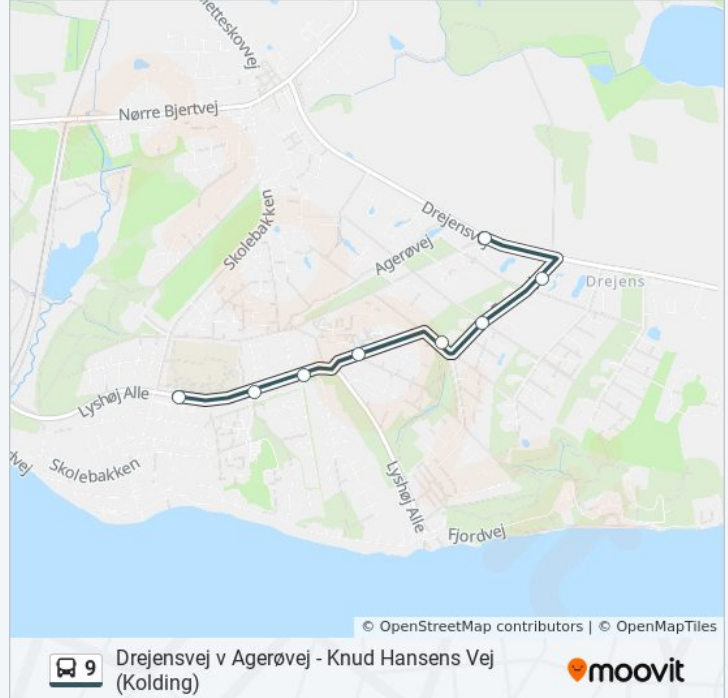 letteskovvej
Nørre Bjertvej
Skolebakken
Drejensvej
Agerøvej
Drejens
Lyshøj Alle
Skolebakken
Lyshøj Alle
Fjordvej
© OpenStreetMap contributors | © OpenMapTiles
9
Drejensvej v Agerøvej - Knud Hansens Vej
(Kolding)
moovit